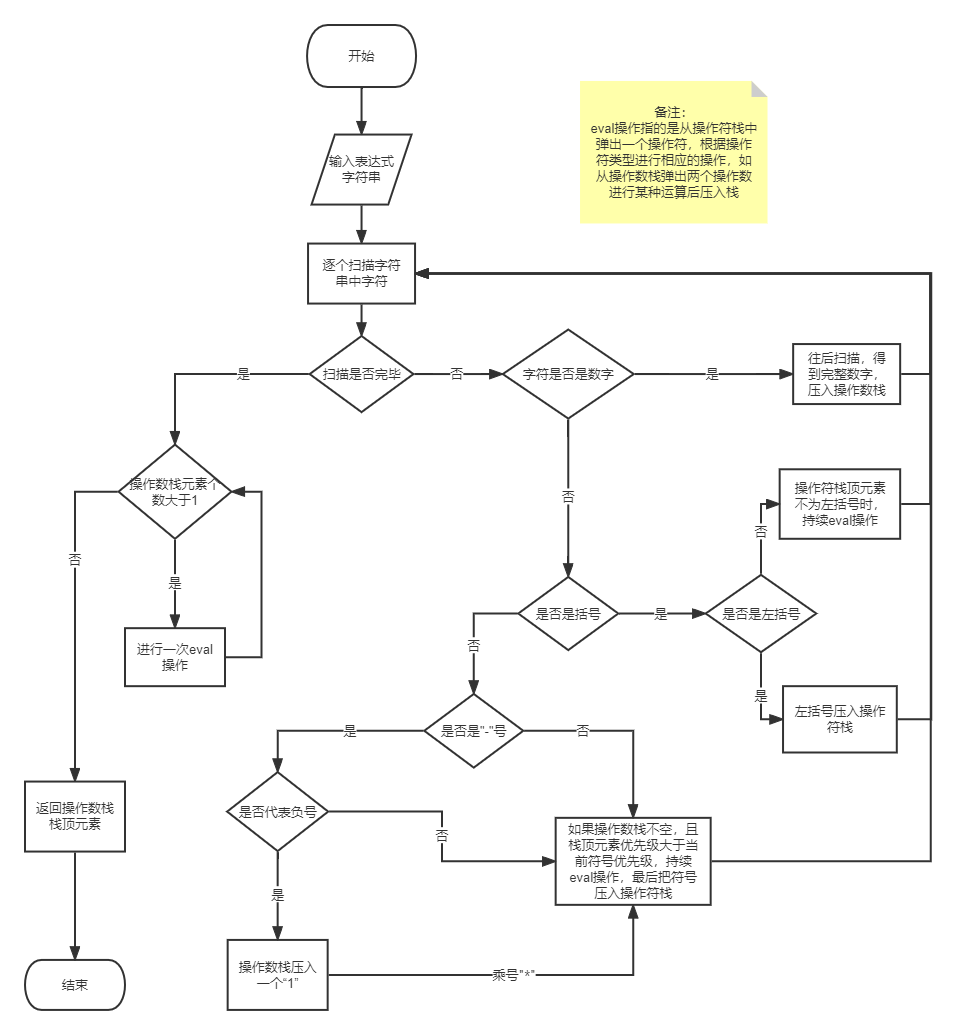 开始
备注:
eval操作指的是从操作符栈中
弹出一个操作符，根据操作
符类型进行相应的操作，如
从操作数栈弹出两个操作数
进行某种运算后压入栈
输入表达式
字符串
逐个扫描字符
串中字符
扫描是否完毕
是
否
字符是否是数字
是
往后扫描，得
到完整数字，
压入操作数栈
操作数栈元素个
数大于1
否
是
进行一次eval
操作
否
操作符栈顶元素
不为左括号时，
持续eval操作
否
是否是括号
是
是否是左括号
否
是
左括号压入操作
符栈
是否是"-"号
是
否
返回操作数栈
栈顶元素
是否代表负号
否
如果操作数栈不空，且
栈顶元素优先级大于当
前符号优先级，持续
eval操作，最后把符号
压入操作符栈
是
操作数栈压入
一个“1”
乘号"*"
结束